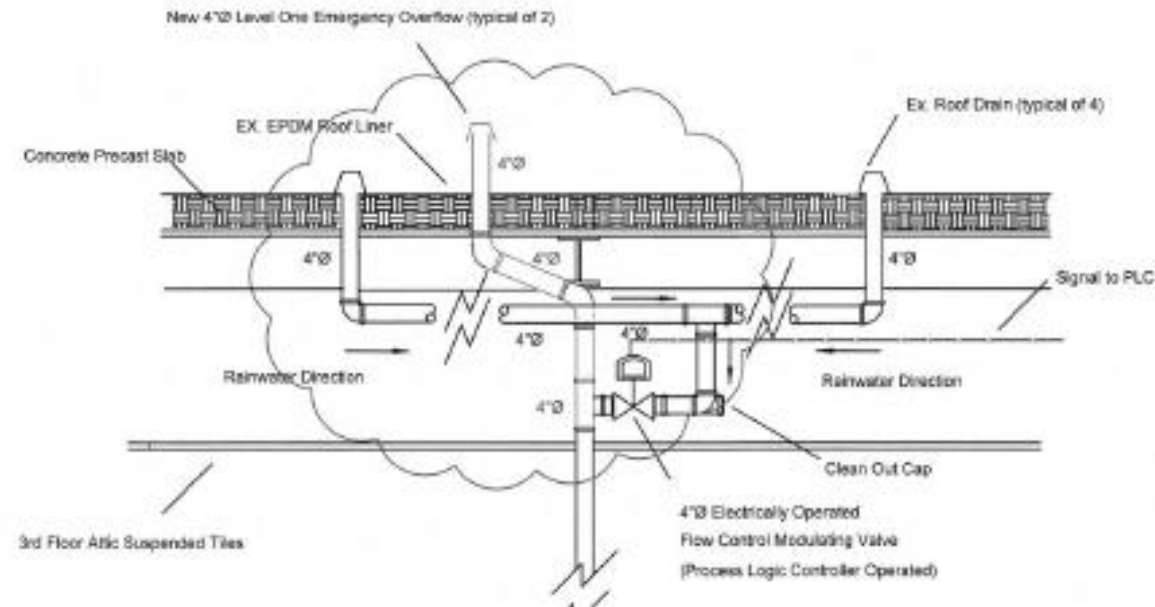 New 4"Ø Level One Emergency Overflow (typical of 2)
Ex. Roof Drain (typical of 4)
EX. EPDM Roof Liner
Concrete Precast Slab
4"Ø
4"Ø
4"Ø
4"Ø
Signal to PLC
4"Ø
4"Ø
Rainwater Direction
Rainwater Direction
4"Ø
Clean Out Cap
3rd Floor Attic Suspended Tiles
4"Ø Electrically Operated
Flow Control Modulating Valve
(Process Logic Controller Operated)